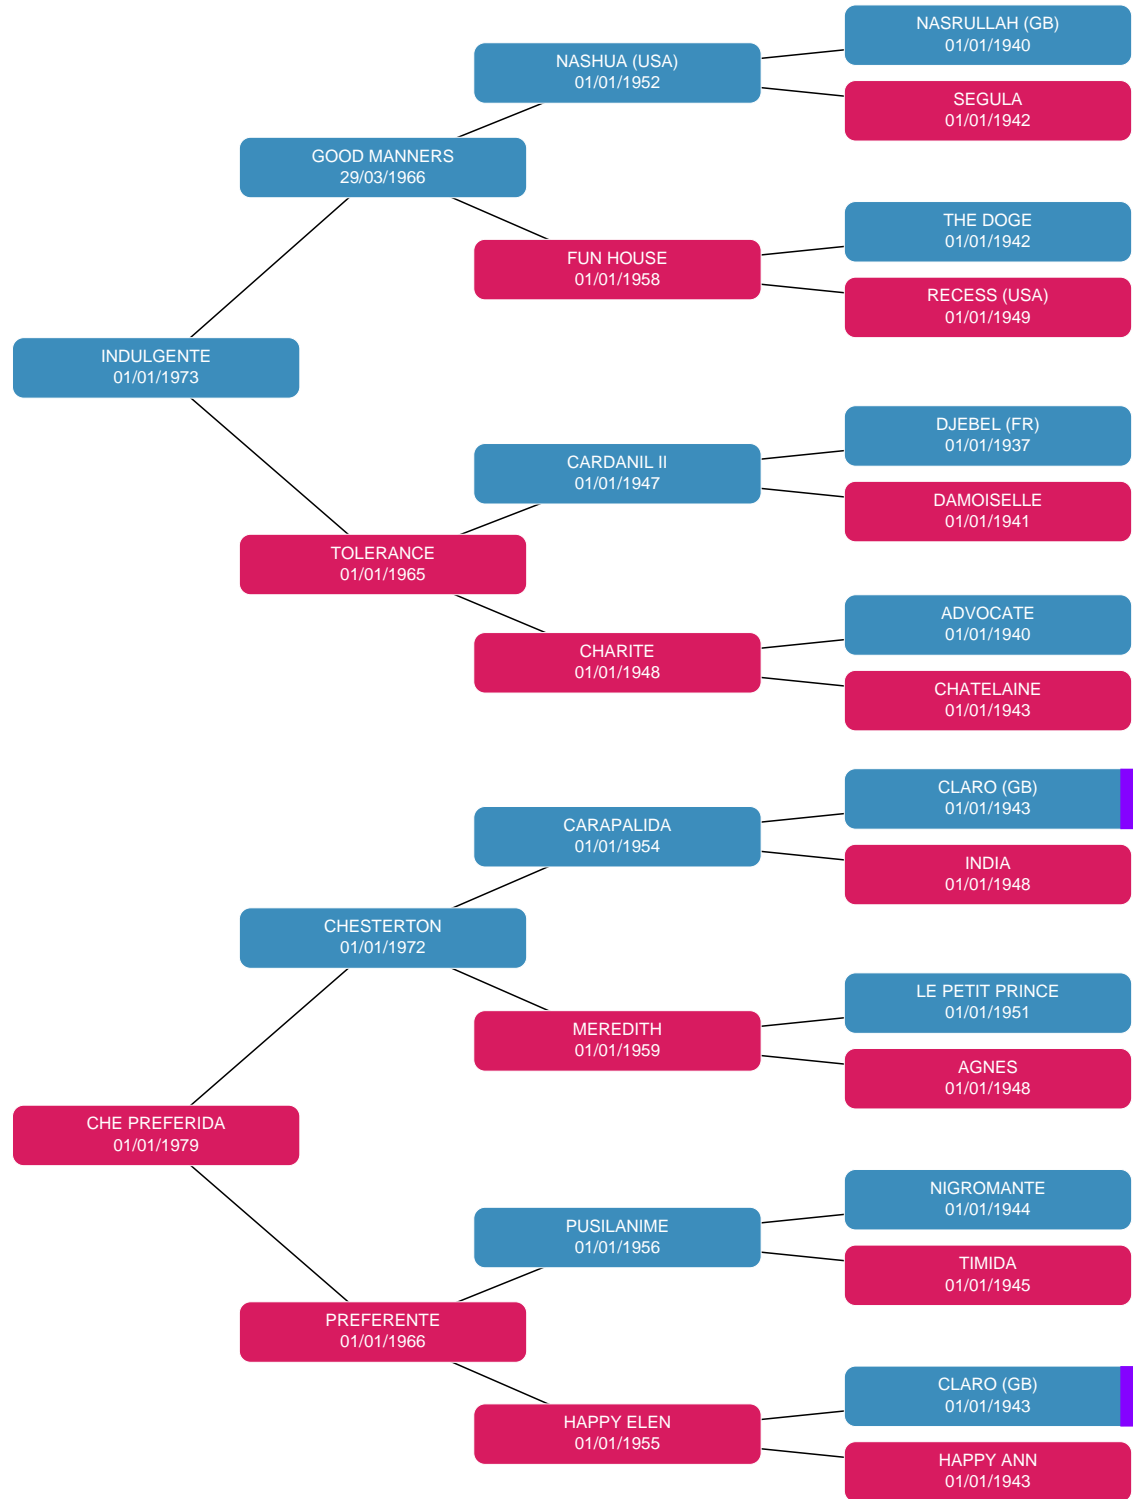 NASRULLAH (GB)
01/01/1940
NASHUA (USA)
01/01/1952
SEGULA
01/01/1942
GOOD MANNERS
29/03/1966
THE DOGE
01/01/1942
FUN HOUSE
01/01/1958
RECESS (USA)
01/01/1949
INDULGENTE
01/01/1973
DJEBEL (FR)
01/01/1937
CARDANIL II
01/01/1947
DAMOISELLE
01/01/1941
TOLERANCE
01/01/1965
ADVOCATE
01/01/1940
CHARITE
01/01/1948
CHATELAINE
01/01/1943
CLARO (GB)
01/01/1943
CARAPALIDA
01/01/1954
INDIA
01/01/1948
CHESTERTON
01/01/1972
LE PETIT PRINCE
01/01/1951
MEREDITH
01/01/1959
AGNES
01/01/1948
CHE PREFERIDA
01/01/1979
NIGROMANTE
01/01/1944
PUSILANIME
01/01/1956
TIMIDA
01/01/1945
PREFERENTE
01/01/1966
CLARO (GB)
01/01/1943
HAPPY ELEN
01/01/1955
HAPPY ANN
01/01/1943